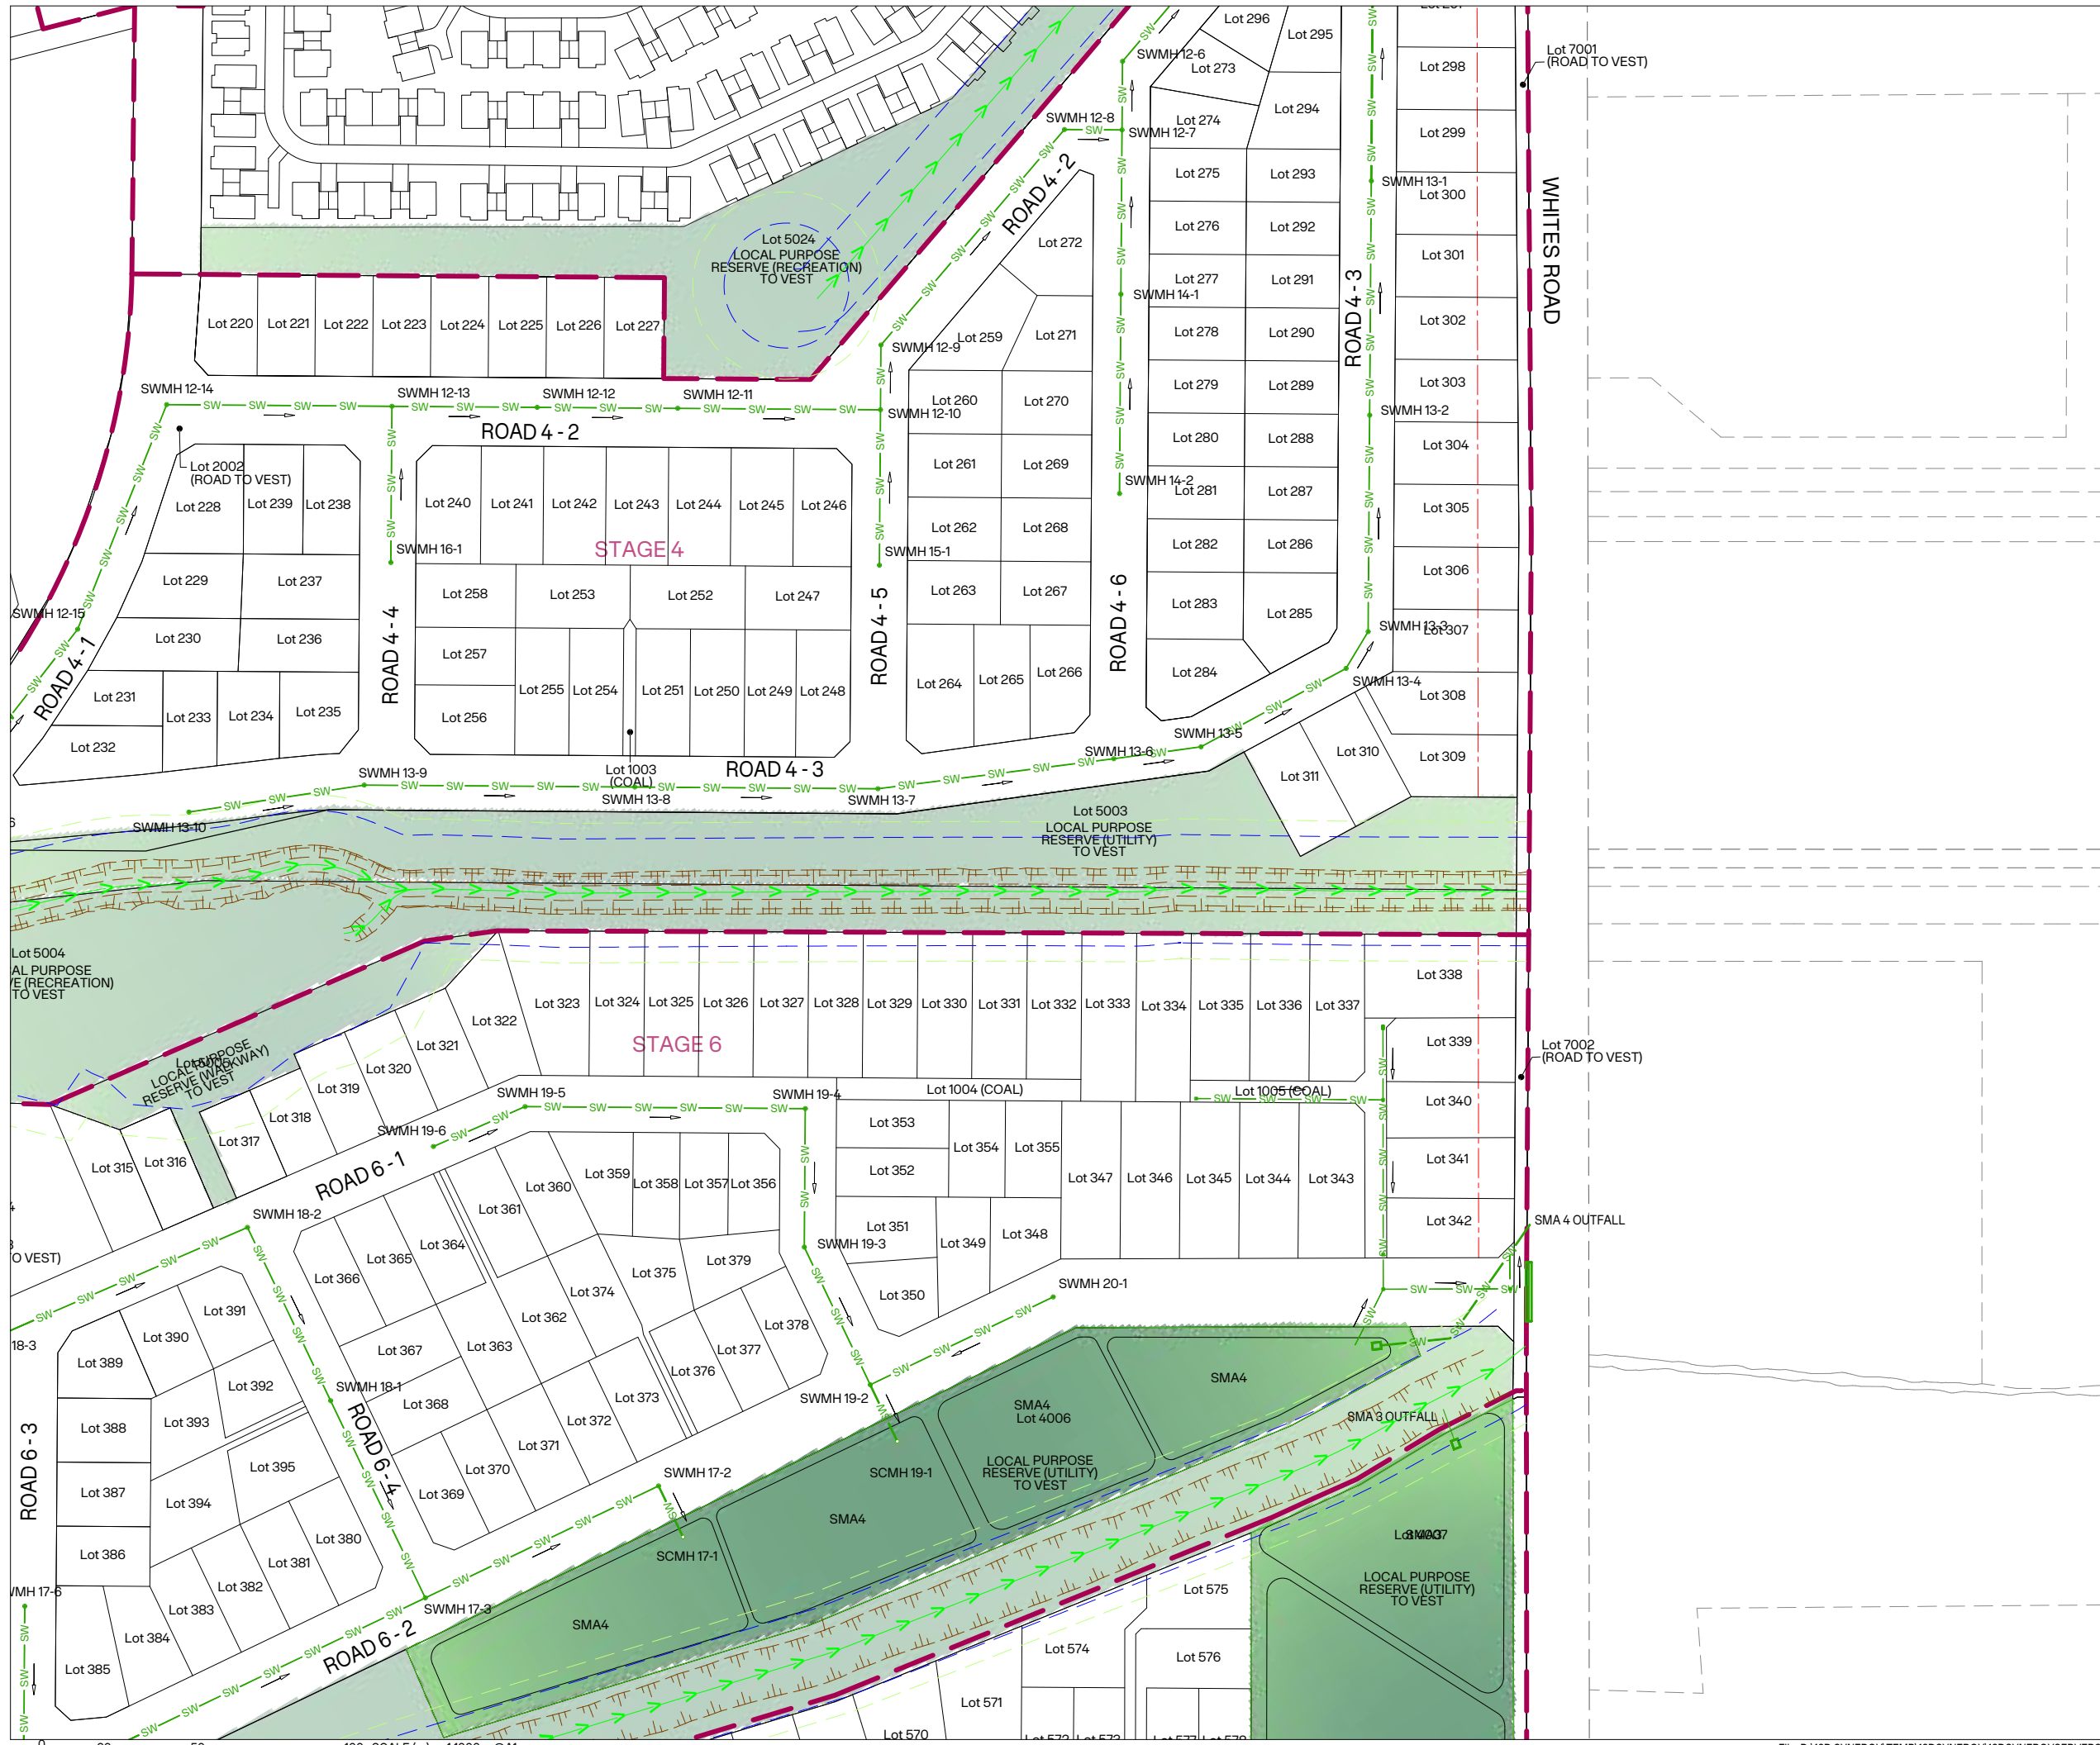 Lot 296
Lot 295
Lot 7001
(ROAD TO VEST)
SWMH 12-6
Lot 273
Lot 298
Lot 294
SWMH 12-8
Lot 274
SWMH 12-7
Lot 299
ROAD 4-2
Lot 275
Lot 293
SWMH 13-1
Lot 300
WHITES ROAD
Lot 276
Lot 292
Lot 5024
LOCAL PURPOSE
RESERVE (RECREATION)
TO VEST
Lot 272
Lot 301
Lot 277
Lot 291
ROAD 4-3
SWMH 14-1
Lot 220
Lot 221
Lot 222
Lot 223
Lot 224
Lot 225
Lot 226
Lot 227
Lot 302
Lot 278
Lot 290
Lot 259
Lot 271
SWMH 12-9
Lot 279
Lot 289
Lot 303
SWMH 12-14
SWMH 12-13
SWMH 12-12
SWMH 12-11
Lot 260
Lot 270
SWMH 12-10
SWMH 13-2
ROAD 4 - 2
Lot 280
Lot 288
Lot 304
Lot 2002
(ROAD TO VEST)
Lot 261
Lot 269
SWMH 14-2
Lot 281
Lot 287
Lot 228
Lot 239
Lot 238
Lot 240
Lot 241
Lot 242
Lot 243
Lot 244
Lot 245
Lot 246
Lot 305
Lot 262
Lot 268
SWMH 16-1
STAGE 4
SWMH 15-1
Lot 282
Lot 286
Lot 306
Lot 229
Lot 237
Lot 258
Lot 253
Lot 252
Lot 247
Lot 263
Lot 267
Lot 283
Lot 285
SWMH 12-15
ROAD 4 - 4
ROAD 4 - 5
ROAD 4 - 6
SWMH 13-3
Lot 307
Lot 230
Lot 236
Lot 257
ROAD 4 - 1
Lot 284
Lot 231
Lot 233
Lot 234
Lot 235
Lot 256
Lot 255
Lot 254
Lot 251
Lot 250
Lot 249
Lot 248
Lot 264
Lot 265
Lot 266
SWMH 13-4
Lot 308
Lot 232
SWMH 13-5
SWMH 13-6
Lot 310
Lot 309
Lot 311
SWMH 13-9
Lot 1003
(COAL)
ROAD 4 - 3
SWMH 13-8
SWMH 13-7
SWMH 13-10
Lot 5003
LOCAL PURPOSE
RESERVE (UTILITY)
TO VEST
Lot 5004
AL PURPOSE
VE (RECREATION)
TO VEST
Lot 323
Lot 324
Lot 325
Lot 326
Lot 327
Lot 328
Lot 329
Lot 330
Lot 331
Lot 332
Lot 333
Lot 334
Lot 335
Lot 336
Lot 337
Lot 338
Lot 322
Lot 321
Lot 320
Lot 319
Lot 318
Lot 317
STAGE 6
Lot 339
Lot 7002
(ROAD TO VEST)
LOCAL PURPOSE
RESERVE (WALKWAY)
TO VEST
Lot 1004 (COAL)
Lot 1005 (COAL)
SWMH 19-5
SWMH 19-4
SWMH 19-6
Lot 340
Lot 353
Lot 354
Lot 355
Lot 352
Lot 341
Lot 315
Lot 316
ROAD 6 - 1
Lot 360
Lot 359
Lot 358
Lot 357
Lot 356
Lot 347
Lot 346
Lot 345
Lot 344
Lot 343
Lot 342
SMA 4 OUTFALL
SWMH 18-2
Lot 361
Lot 351
Lot 349
Lot 348
SWMH 19-3
Lot 364
Lot 365
Lot 366
Lot 375
Lot 379
TO VEST)
SWMH 20-1
Lot 350
Lot 374
Lot 362
Lot 378
Lot 377
Lot 376
Lot 391
Lot 390
Lot 389
18-3
Lot 363
Lot 367
Lot 368
Lot 392
SWMH 18-1
Lot 373
Lot 372
Lot 371
Lot 370
Lot 369
SWMH 19-2
SMA4
SMA4
Lot 4006
SMA 3 OUTFALL
LOCAL PURPOSE
RESERVE (UTILITY)
TO VEST
SCMH 19-1
SMA4
Lot 388
Lot 393
ROAD 6 - 3
ROAD 6 - 4
Lot 395
Lot 387
Lot 394
SWMH 17-2
SCMH 17-1
Lot 380
Lot 381
Lot 382
Lot 383
Lot 384
Lot 385
Lot 386
SWMH 17-3
ROAD 6 - 2
SMA4
LOCAL PURPOSE
RESERVE (UTILITY)
TO VEST
Lot 575
Lot 574
Lot 576
Lot 571
Lot 570